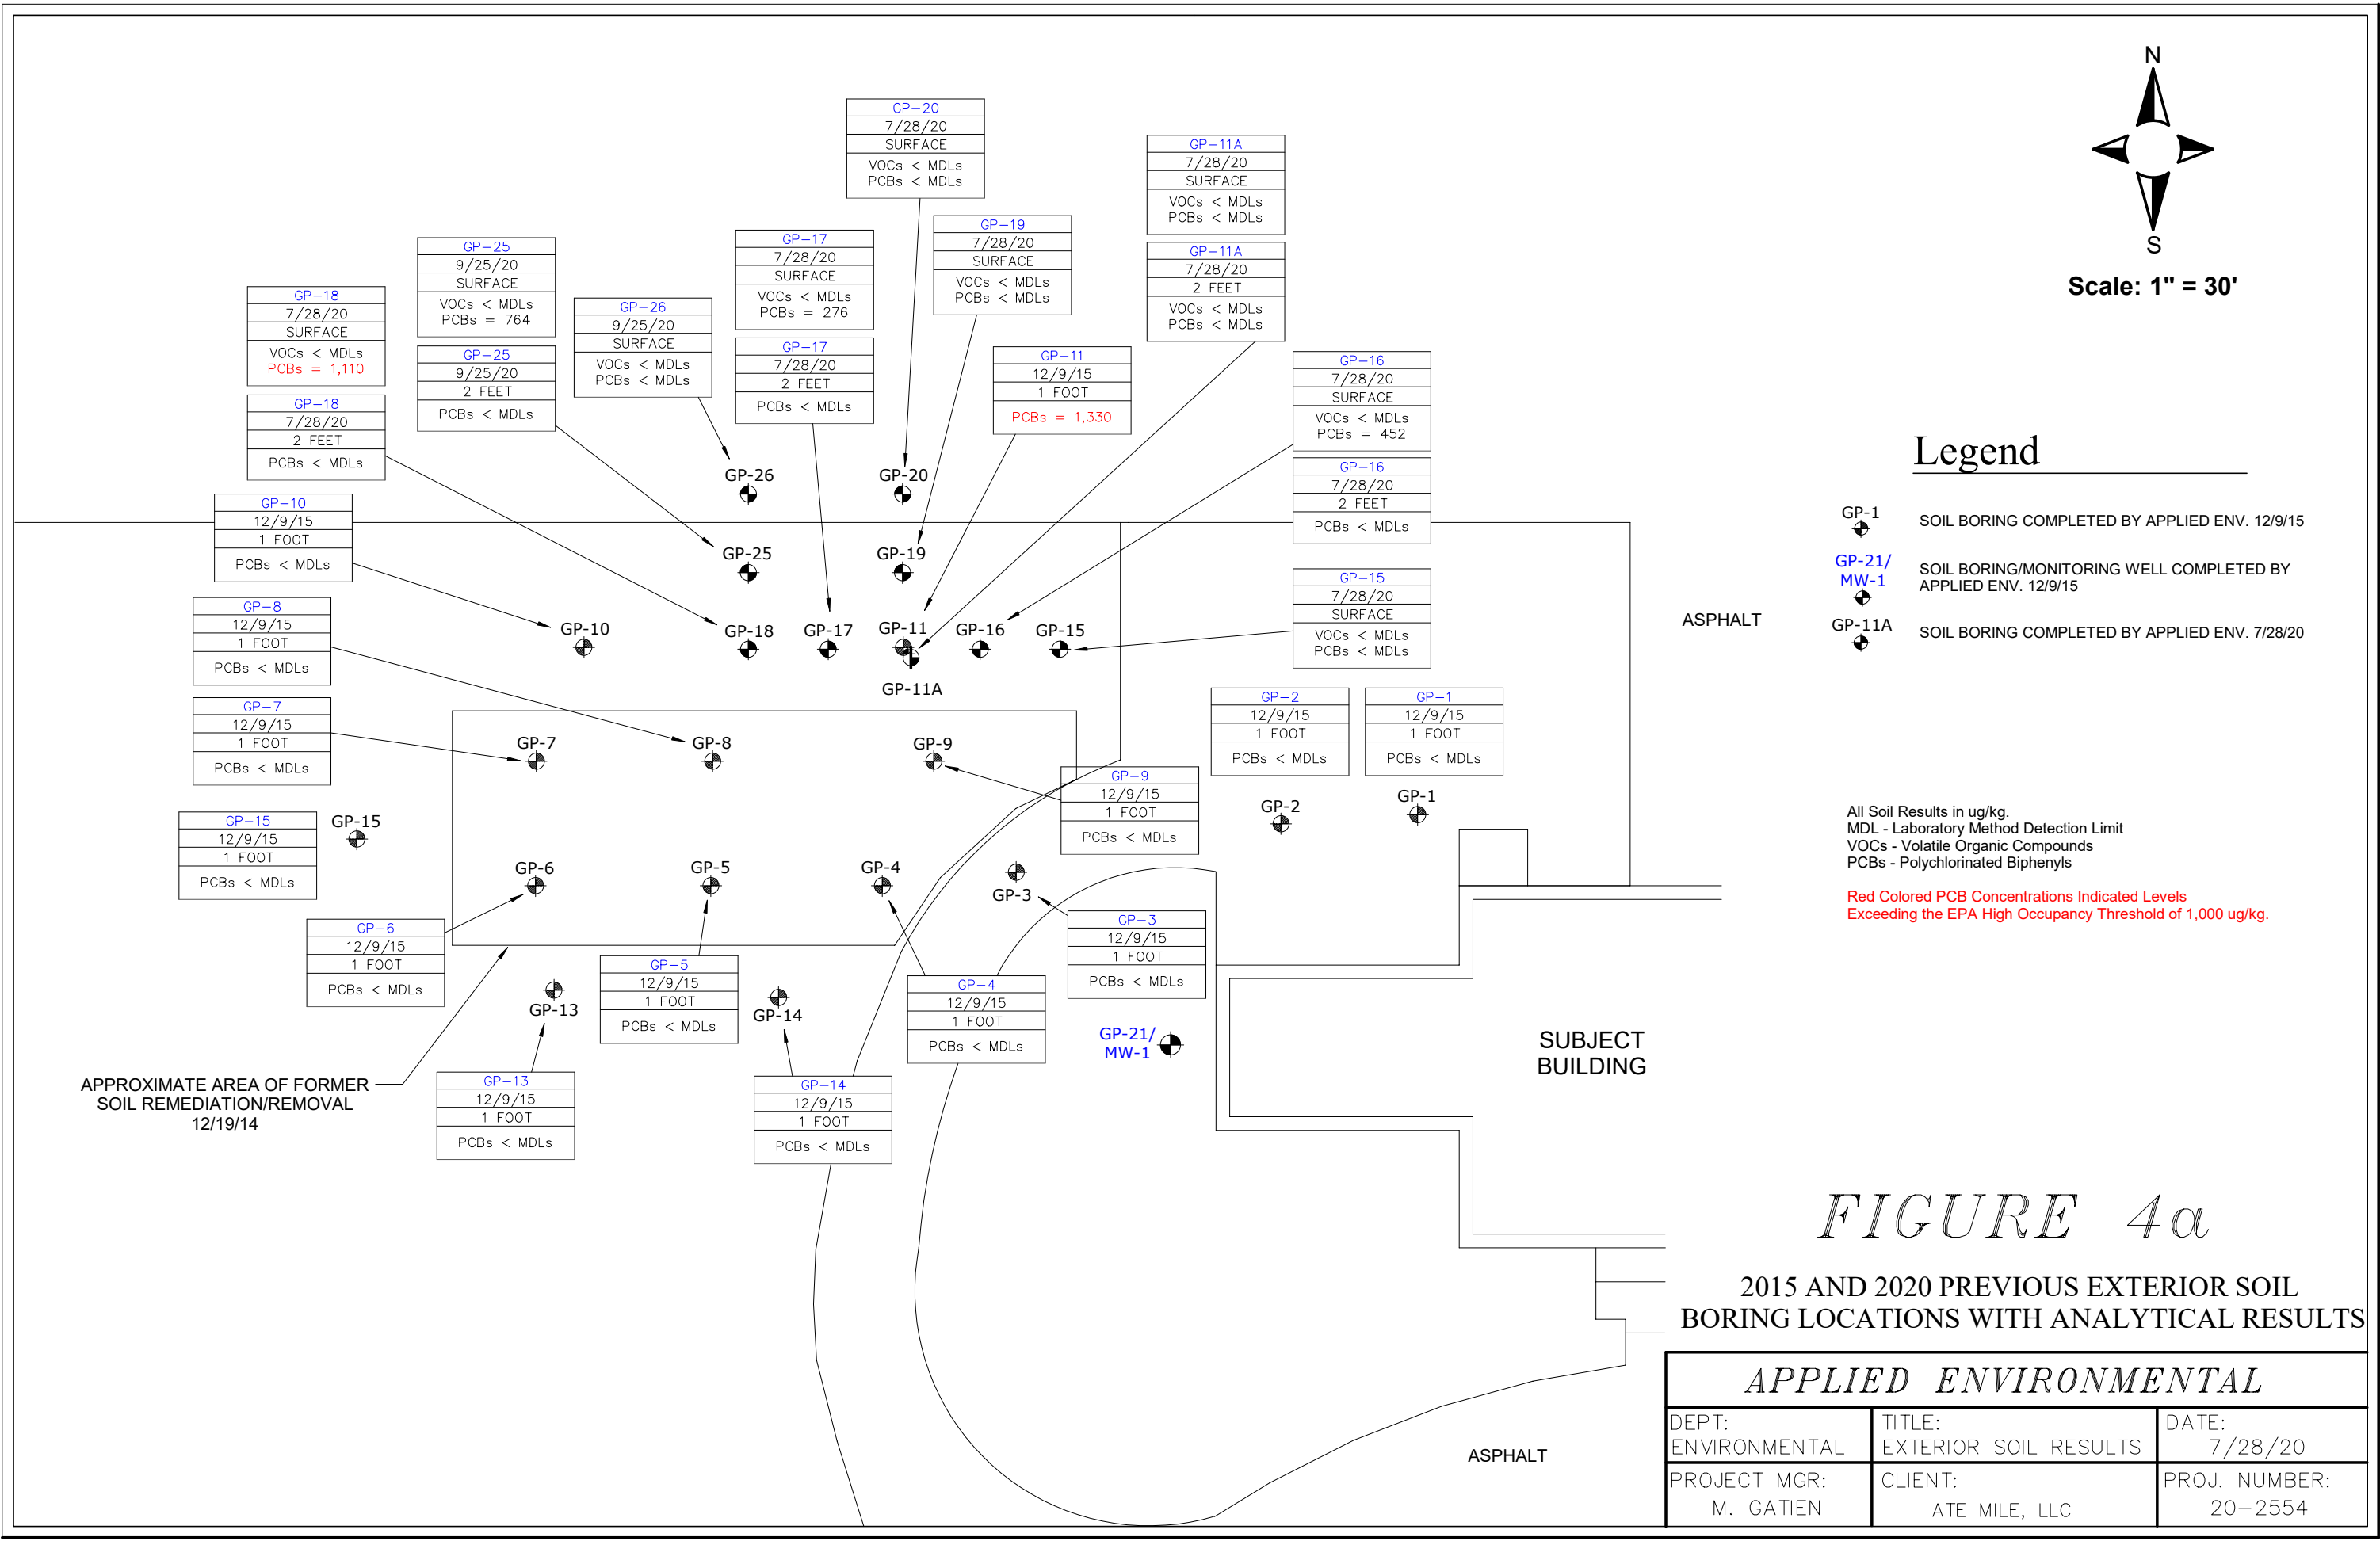 N
S
Scale: 1" = 30'
GP-20
7/28/20
SURFACE
VOCs < MDLs
PCBs < MDLs
GP-11A
7/28/20
SURFACE
VOCs < MDLs
PCBs < MDLs
GP-11A
7/28/20
2 FEET
VOCs < MDLs
PCBs < MDLs
GP-19
7/28/20
SURFACE
VOCs < MDLs
PCBs < MDLs
GP-17
7/28/20
SURFACE
VOCs < MDLs
PCBs = 276
GP-17
7/28/20
2 FEET
PCBs < MDLs
GP-25
9/25/20
SURFACE
VOCs < MDLs
PCBs = 764
GP-25
9/25/20
2 FEET
PCBs < MDLs
GP-26
9/25/20
SURFACE
VOCs < MDLs
PCBs < MDLs
GP-18
7/28/20
SURFACE
VOCs < MDLs
PCBs = 1,110
GP-18
7/28/20
2 FEET
PCBs < MDLs
GP-11
12/9/15
1 FOOT
PCBs = 1,330
GP-16
7/28/20
SURFACE
VOCs < MDLs
PCBs = 452
GP-16
7/28/20
2 FEET
PCBs < MDLs
GP-15
7/28/20
SURFACE
VOCs < MDLs
PCBs < MDLs
GP-10
12/9/15
1 FOOT
PCBs < MDLs
GP-8
12/9/15
1 FOOT
PCBs < MDLs
GP-7
12/9/15
1 FOOT
PCBs < MDLs
GP-15
12/9/15
1 FOOT
PCBs < MDLs
GP-6
12/9/15
1 FOOT
PCBs < MDLs
GP-13
12/9/15
1 FOOT
PCBs < MDLs
GP-5
12/9/15
1 FOOT
PCBs < MDLs
GP-14
12/9/15
1 FOOT
PCBs < MDLs
GP-4
12/9/15
1 FOOT
PCBs < MDLs
GP-3
12/9/15
1 FOOT
PCBs < MDLs
GP-9
12/9/15
1 FOOT
PCBs < MDLs
GP-2
12/9/15
1 FOOT
PCBs < MDLs
GP-1
12/9/15
1 FOOT
PCBs < MDLs
GP-26
GP-20
GP-25
GP-19
GP-10
GP-18
GP-17
GP-11
GP-16
GP-15
GP-11A
GP-7
GP-8
GP-9
GP-2
GP-1
GP-15
GP-6
GP-5
GP-4
GP-3
GP-13
GP-14
GP-21/
MW-1
APPROXIMATE AREA OF FORMER
SOIL REMEDIATION/REMOVAL
12/19/14
ASPHALT
SUBJECT
BUILDING
ASPHALT
Legend
GP-1
SOIL BORING COMPLETED BY APPLIED ENV. 12/9/15
GP-21/
MW-1
SOIL BORING/MONITORING WELL COMPLETED BY
APPLIED ENV. 12/9/15
GP-11A
SOIL BORING COMPLETED BY APPLIED ENV. 7/28/20
All Soil Results in ug/kg.
MDL - Laboratory Method Detection Limit
VOCs - Volatile Organic Compounds
PCBs - Polychlorinated Biphenyls
Red Colored PCB Concentrations Indicated Levels
Exceeding the EPA High Occupancy Threshold of 1,000 ug/kg.
FIGURE 4a
2015 AND 2020 PREVIOUS EXTERIOR SOIL
BORING LOCATIONS WITH ANALYTICAL RESULTS
APPLIED ENVIRONMENTAL
DEPT:
ENVIRONMENTAL
TITLE:
EXTERIOR SOIL RESULTS
DATE:
7/28/20
PROJECT MGR:
M. GATIEN
CLIENT:
ATE MILE, LLC
PROJ. NUMBER:
20-2554